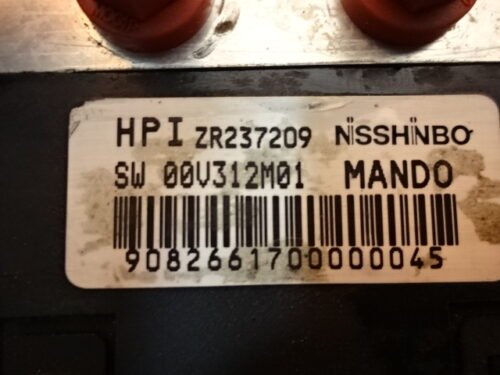 HPI ZR237209 NiSSHiNBO
SW 00V312M01 MANDO
9082661700000045